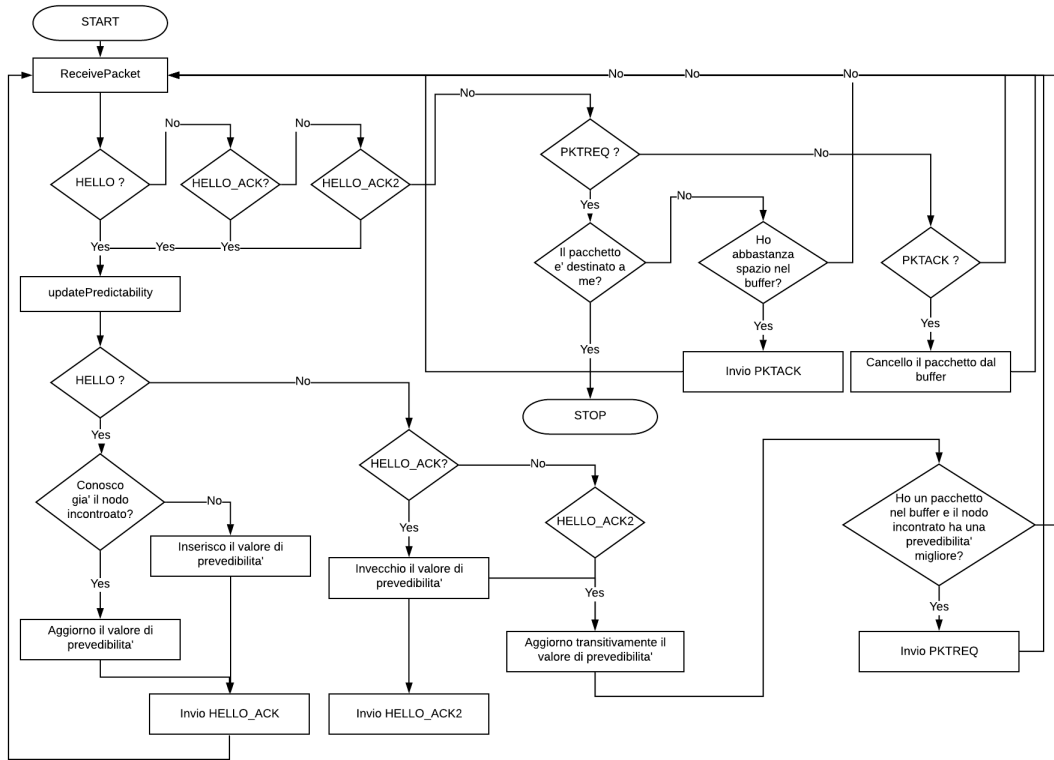 START
ReceivePacket
No
No
No
No
No
No
No
HELLO ?
HELLO_ACK?
HELLO_ACK2
PKTREQ ?
No
Yes
Yes
Yes
Yes
No
updatePredictability
Il pacchetto
e' destinato a
me?
Ho
abbastanza
spazio nel
buffer?
PKTACK ?
Yes
Yes
Yes
Invio PKTACK
Cancello il pacchetto dal
buffer
STOP
HELLO ?
No
Yes
HELLO_ACK?
No
Conosco
gia' il nodo
incontroato?
No
Yes
HELLO_ACK2
Ho un pacchetto
nel buffer e il nodo
incontrato ha una
prevedibilita'
migliore?
Inserisco il valore di
prevedibilita'
Invecchio il valore di
prevedibilita'
Yes
Yes
Yes
Aggiorno il valore di
prevedibilita'
Aggiorno transitivamente il
valore di prevedibilita'
Invio PKTREQ
Invio HELLO_ACK
Invio HELLO_ACK2